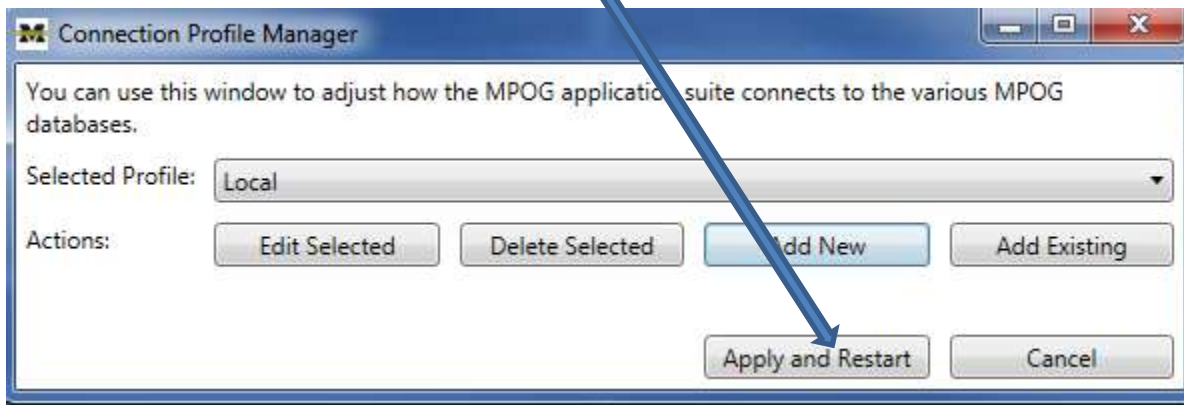 M Connection Profile Manager
You can use this window to adjust how the MPOG application suite connects to the various MPOG
databases.
Selected Profile: Local
Actions: Edit Selected Delete Selected Add New Add Existing
Apply and Restart Cancel